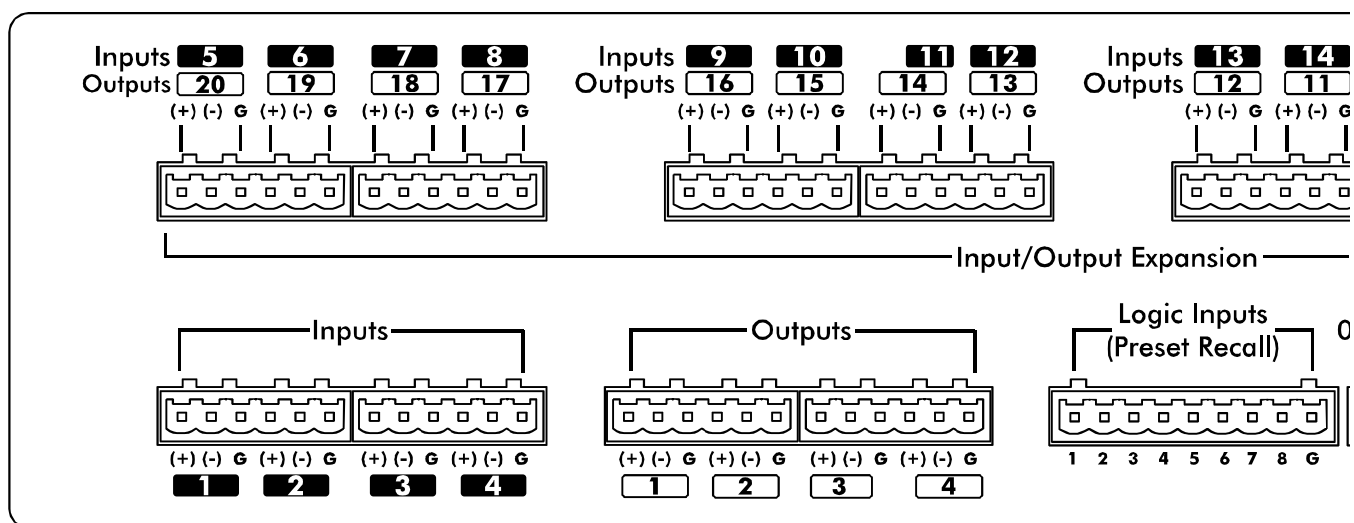 Inputs 5 6 7 8 Inputs 9 10 11 12 Inputs 13 14
Outputs 20 19 18 17 Outputs 16 15 14 13 Outputs 12 11
(+) (-) G (+) (-) G (+) (-) G (+) (-) G (+) (-) G (+) (-) G (+) (-) G (+) (-) G (+) (-) G (+) (-) G
Input/Output Expansion
Inputs Outputs Logic Inputs
(Preset Recall)
(+) (-) G (+) (-) G (+) (-) G (+) (-) G (+) (-) G (+) (-) G (+) (-) G (+) (-) G 1 2 3 4 5 6 7 8 G
1 2 3 4 1 2 3 4